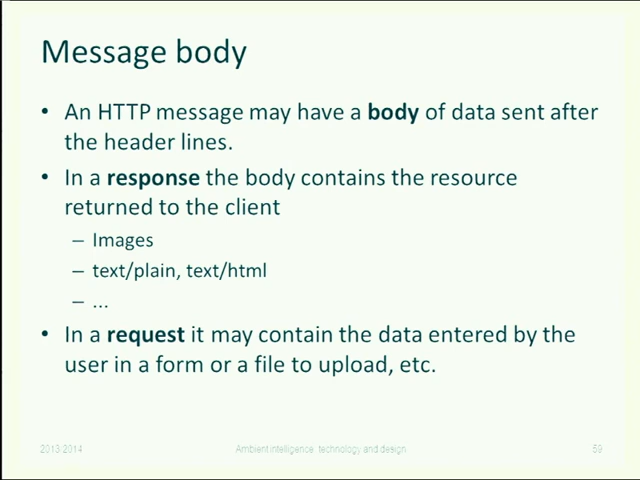 Message body
• An HTTP message may have a body of data sent after
the header lines.
• In a response the body contains the resource
returned to the client
– Images
– text/plain, text/html
– ...
• In a request it may contain the data entered by the
user in a form or a file to upload, etc.
2013 2014 Ambient intelligence: technology and design 59